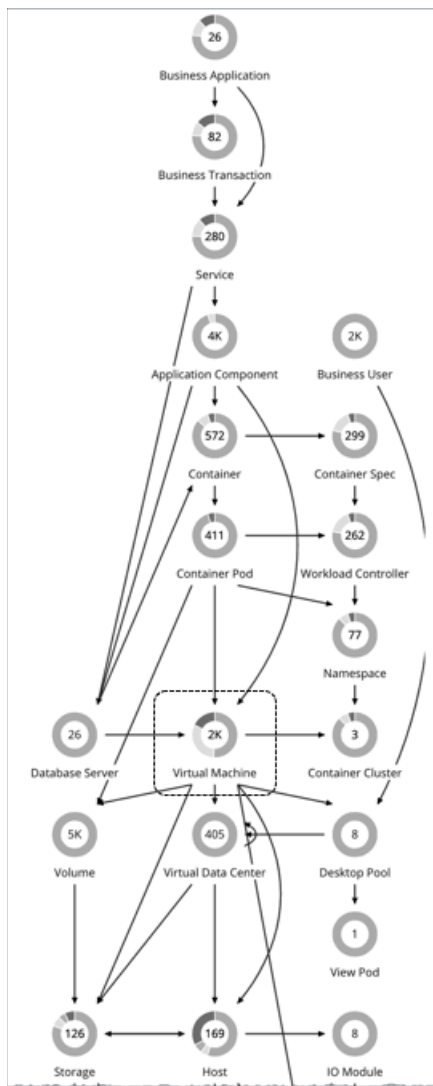 26
Business Application
82
Business Transaction
280
Service
4K
2K
Application Component
Business User
572
299
Container
Container Spec
411
262
Container Pod
Workload Controller
77
Namespace
26
2K
3
Database Server
Virtual Machine
Container Cluster
5K
405
8
Volume
Virtual Data Center
Desktop Pool
1
View Pod
126
169
8
Storage
Host
IO Module